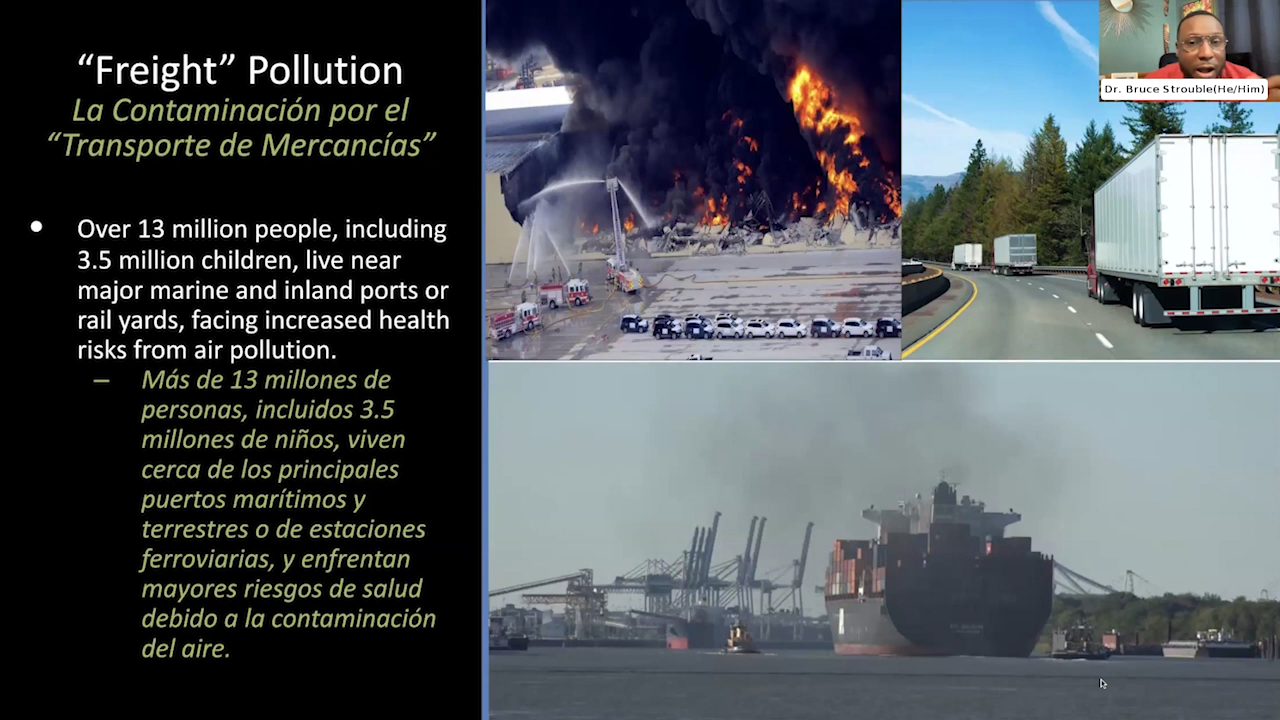 “Freight” Pollution
La Contaminación por el
“Transporte de Mercancías”
• Over 13 million people, including
3.5 million children, live near
major marine and inland ports or
rail yards, facing increased health
risks from air pollution.
– Más de 13 millones de
personas, incluidos 3.5
millones de niños, viven
cerca de los principales
puertos marítimos y
terrestres o de estaciones
ferroviarias, y enfrentan
mayores riesgos de salud
debido a la contaminación
del aire.
Dr. Bruce Strouble(He/Him)